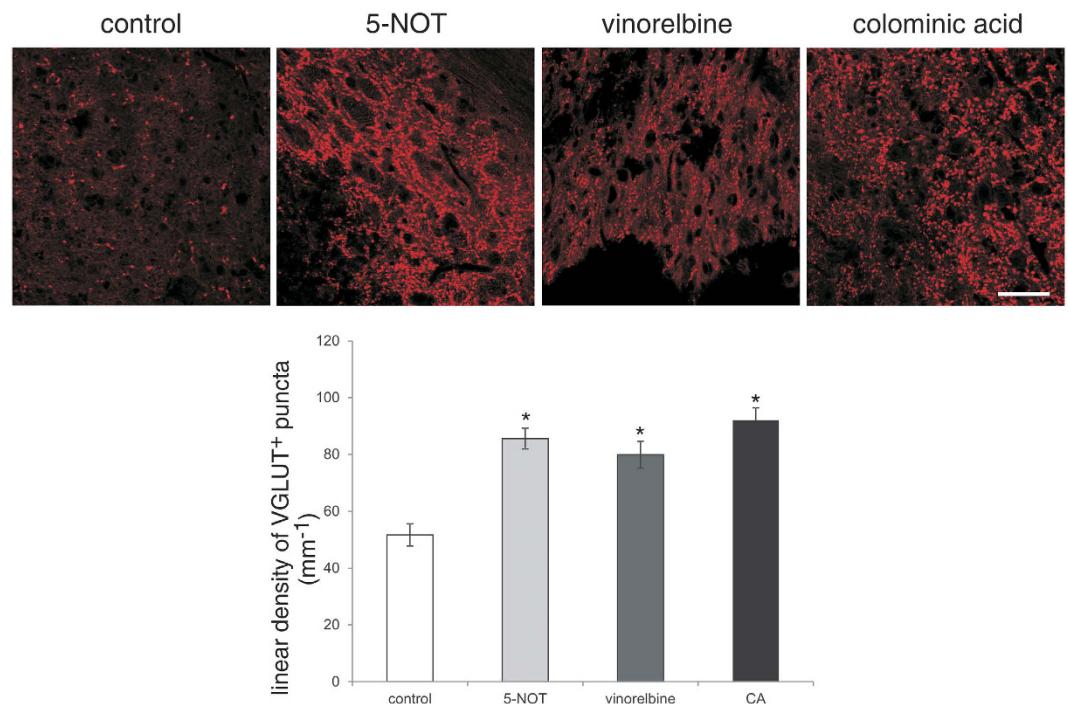 control 5-NOT vinorelbine colominic acid
linear density of VGLUT+ puncta
(mm-1)
120
100
80
60
40
20
0
*
*
*
control 5-NOT vinorelbine CA